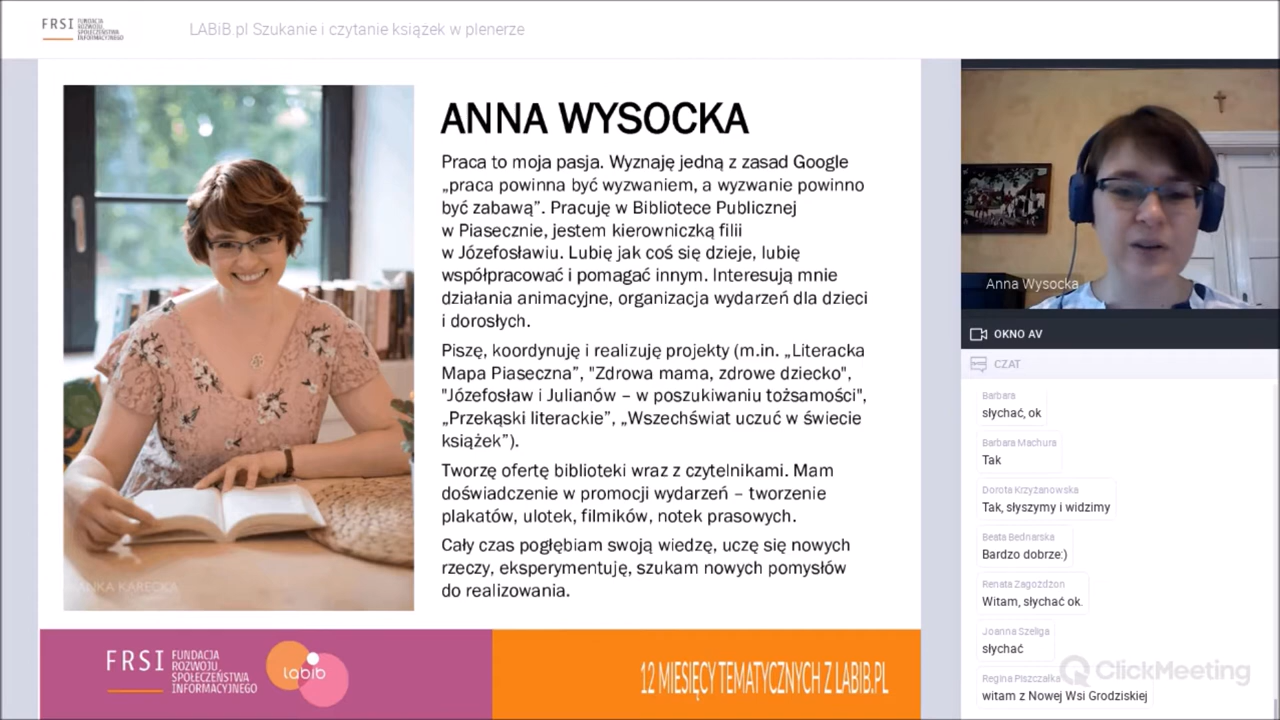 FRSI FUNDACJA
ROZWOJU
SPOŁECZEŃSTWA
INFORMACYJNEGO
LABiB.pl Szukanie i czytanie książek w plenerze
ANNA WYSOCKA
Praca to moja pasja. Wyznaję jedną z zasad Google
„praca powinna być wyzwaniem, a wyzwanie powinno
być zabawą”. Pracuję w Bibliotece Publicznej
w Piasecznie, jestem kierowniczką filii
w Józefosławiu. Lubię jak coś się dzieje, lubię
współpracować i pomagać innym. Interesują mnie
działania animacyjne, organizacja wydarzeń dla dzieci
i dorosłych.
Piszę, koordynuję i realizuję projekty (m.in. „Literacka
Mapa Piaseczna”, "Zdrowa mama, zdrowe dziecko",
"Józefosław i Julianów – w poszukiwaniu tożsamości",
„Przekąski literackie”, „Wszechświat uczuć w świecie
książek”).
Tworzę ofertę biblioteki wraz z czytelnikami. Mam
doświadczenie w promocji wydarzeń – tworzenie
plakatów, ulotek, filmików, notek prasowych.
Cały czas pogłębiam swoją wiedzę, uczę się nowych
rzeczy, eksperymentuję, szukam nowych pomysłów
do realizowania.
ANKA KARECKA
FRSI FUNDACJA
ROZWOJU
SPOŁECZEŃSTWA
INFORMACYJNEGO
labib
12 MIESIĘCY TEMATYCZNYCH Z LABIB.PL
Anna Wysocka
OKNO AV
CZAT
Barbara
słychać, ok
Barbara Machura
Tak
Dorota Krzyżanowska
Tak, słyszymy i widzimy
Beata Bednarska
Bardzo dobrze:)
Renata Zagożdżon
Witam, słychać ok.
Joanna Szeliga
słychać
Regina Piszczałka
witam z Nowej Wsi Grodziskiej
ClickMeeting